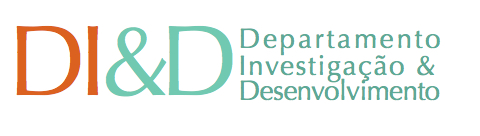 DI&D
Departamento
Investigação &
Desenvolvimento